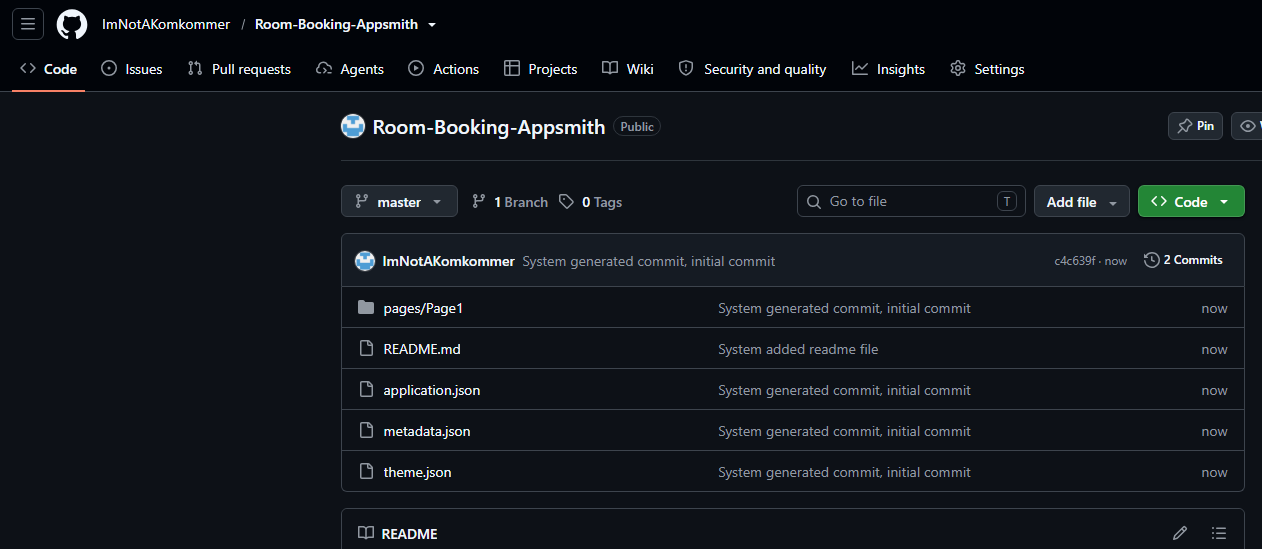 ImNotAKomkommer / Room-Booking-Appsmith
Code Issues Pull requests Agents Actions Projects Wiki Security and quality Insights Settings
Room-Booking-Appsmith Public Pin
master 1 Branch 0 Tags Go to file T Add file Code
ImNotAKomkommer System generated commit, initial commit c4c639f · now 2 Commits
pages/Page1 System generated commit, initial commit now
README.md System added readme file now
application.json System generated commit, initial commit now
metadata.json System generated commit, initial commit now
theme.json System generated commit, initial commit now
README